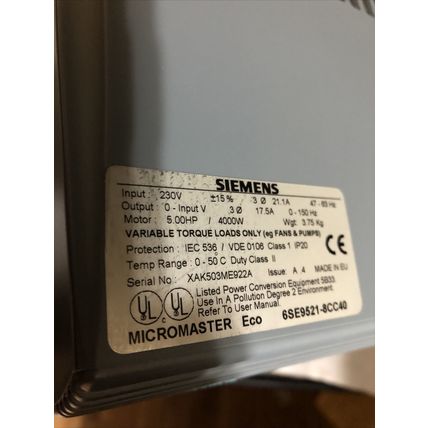 SIEMENS
Input : 230V ±15% 3 Ø 21.1A 47 - 63 Hz
Output : 0 - Input V 3 Ø 17.5A 0 - 150 Hz
Motor : 5.00HP / 4000W Wgt: 3.75 Kg
VARIABLE TORQUE LOADS ONLY (eg FANS & PUMPS)
Protection : IEC 536 / VDE 0106 Class 1 IP20
Temp Range : 0 - 50°C Duty Class II
Serial No : XAK503ME922A Issue: A. 4 MADE IN EU
CE
UL C UL
Listed Power Conversion Equipment 5B33.
Use In A Pollution Degree 2 Environment.
Refer To User Manual
MICROMASTER Eco 6SE9521-8CC40